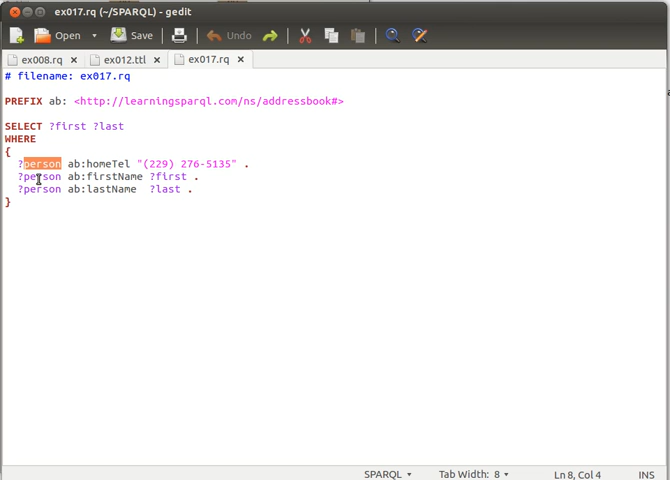 ex017.rq (~/SPARQL) - gedit
Open Save Undo
ex008.rq ex012.ttl ex017.rq
# filename: ex017.rq
PREFIX ab: <http://learningsparql.com/ns/addressbook#>
SELECT ?first ?last
WHERE
{
?person ab:homeTel "(229) 276-5135" .
?person ab:firstName ?first .
?person ab:lastName ?last .
}
SPARQL Tab Width: 8 Ln 8, Col 4 INS